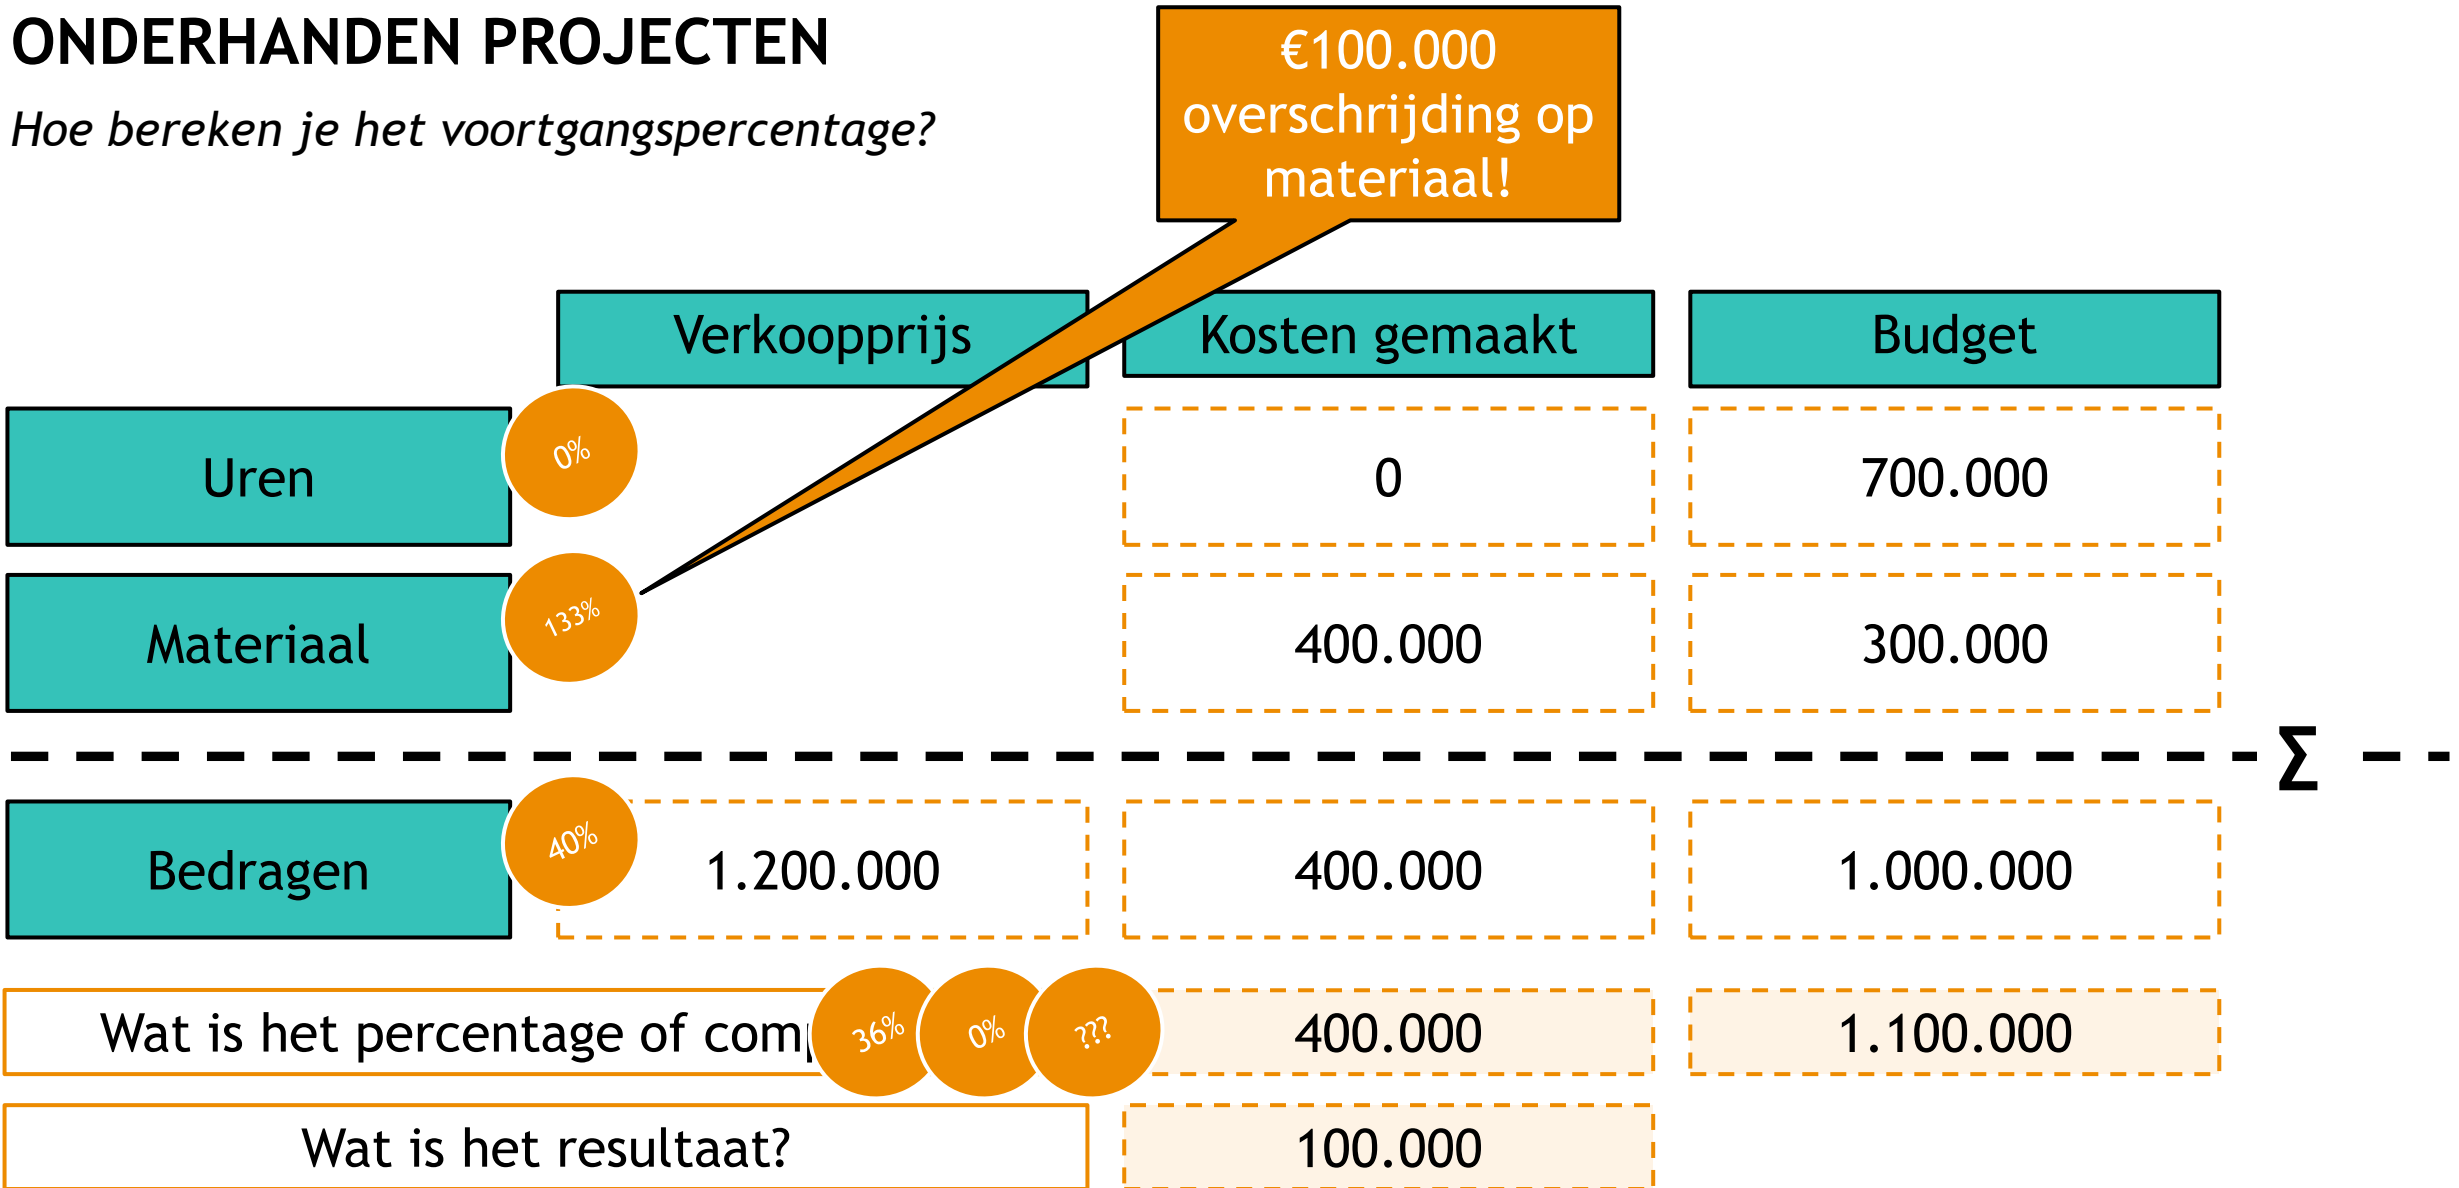 ONDERHANDEN PROJECTEN
Hoe bereken je het voortgangspercentage?
€100.000
overschrijding op
materiaal!
Verkoopprijs
Kosten gemaakt
Budget
Uren
0%
0
700.000
Materiaal
133%
400.000
300.000
Σ
Bedragen
40%
1.200.000
400.000
1.000.000
Wat is het percentage of com
36%
0%
???
400.000
1.100.000
Wat is het resultaat?
100.000